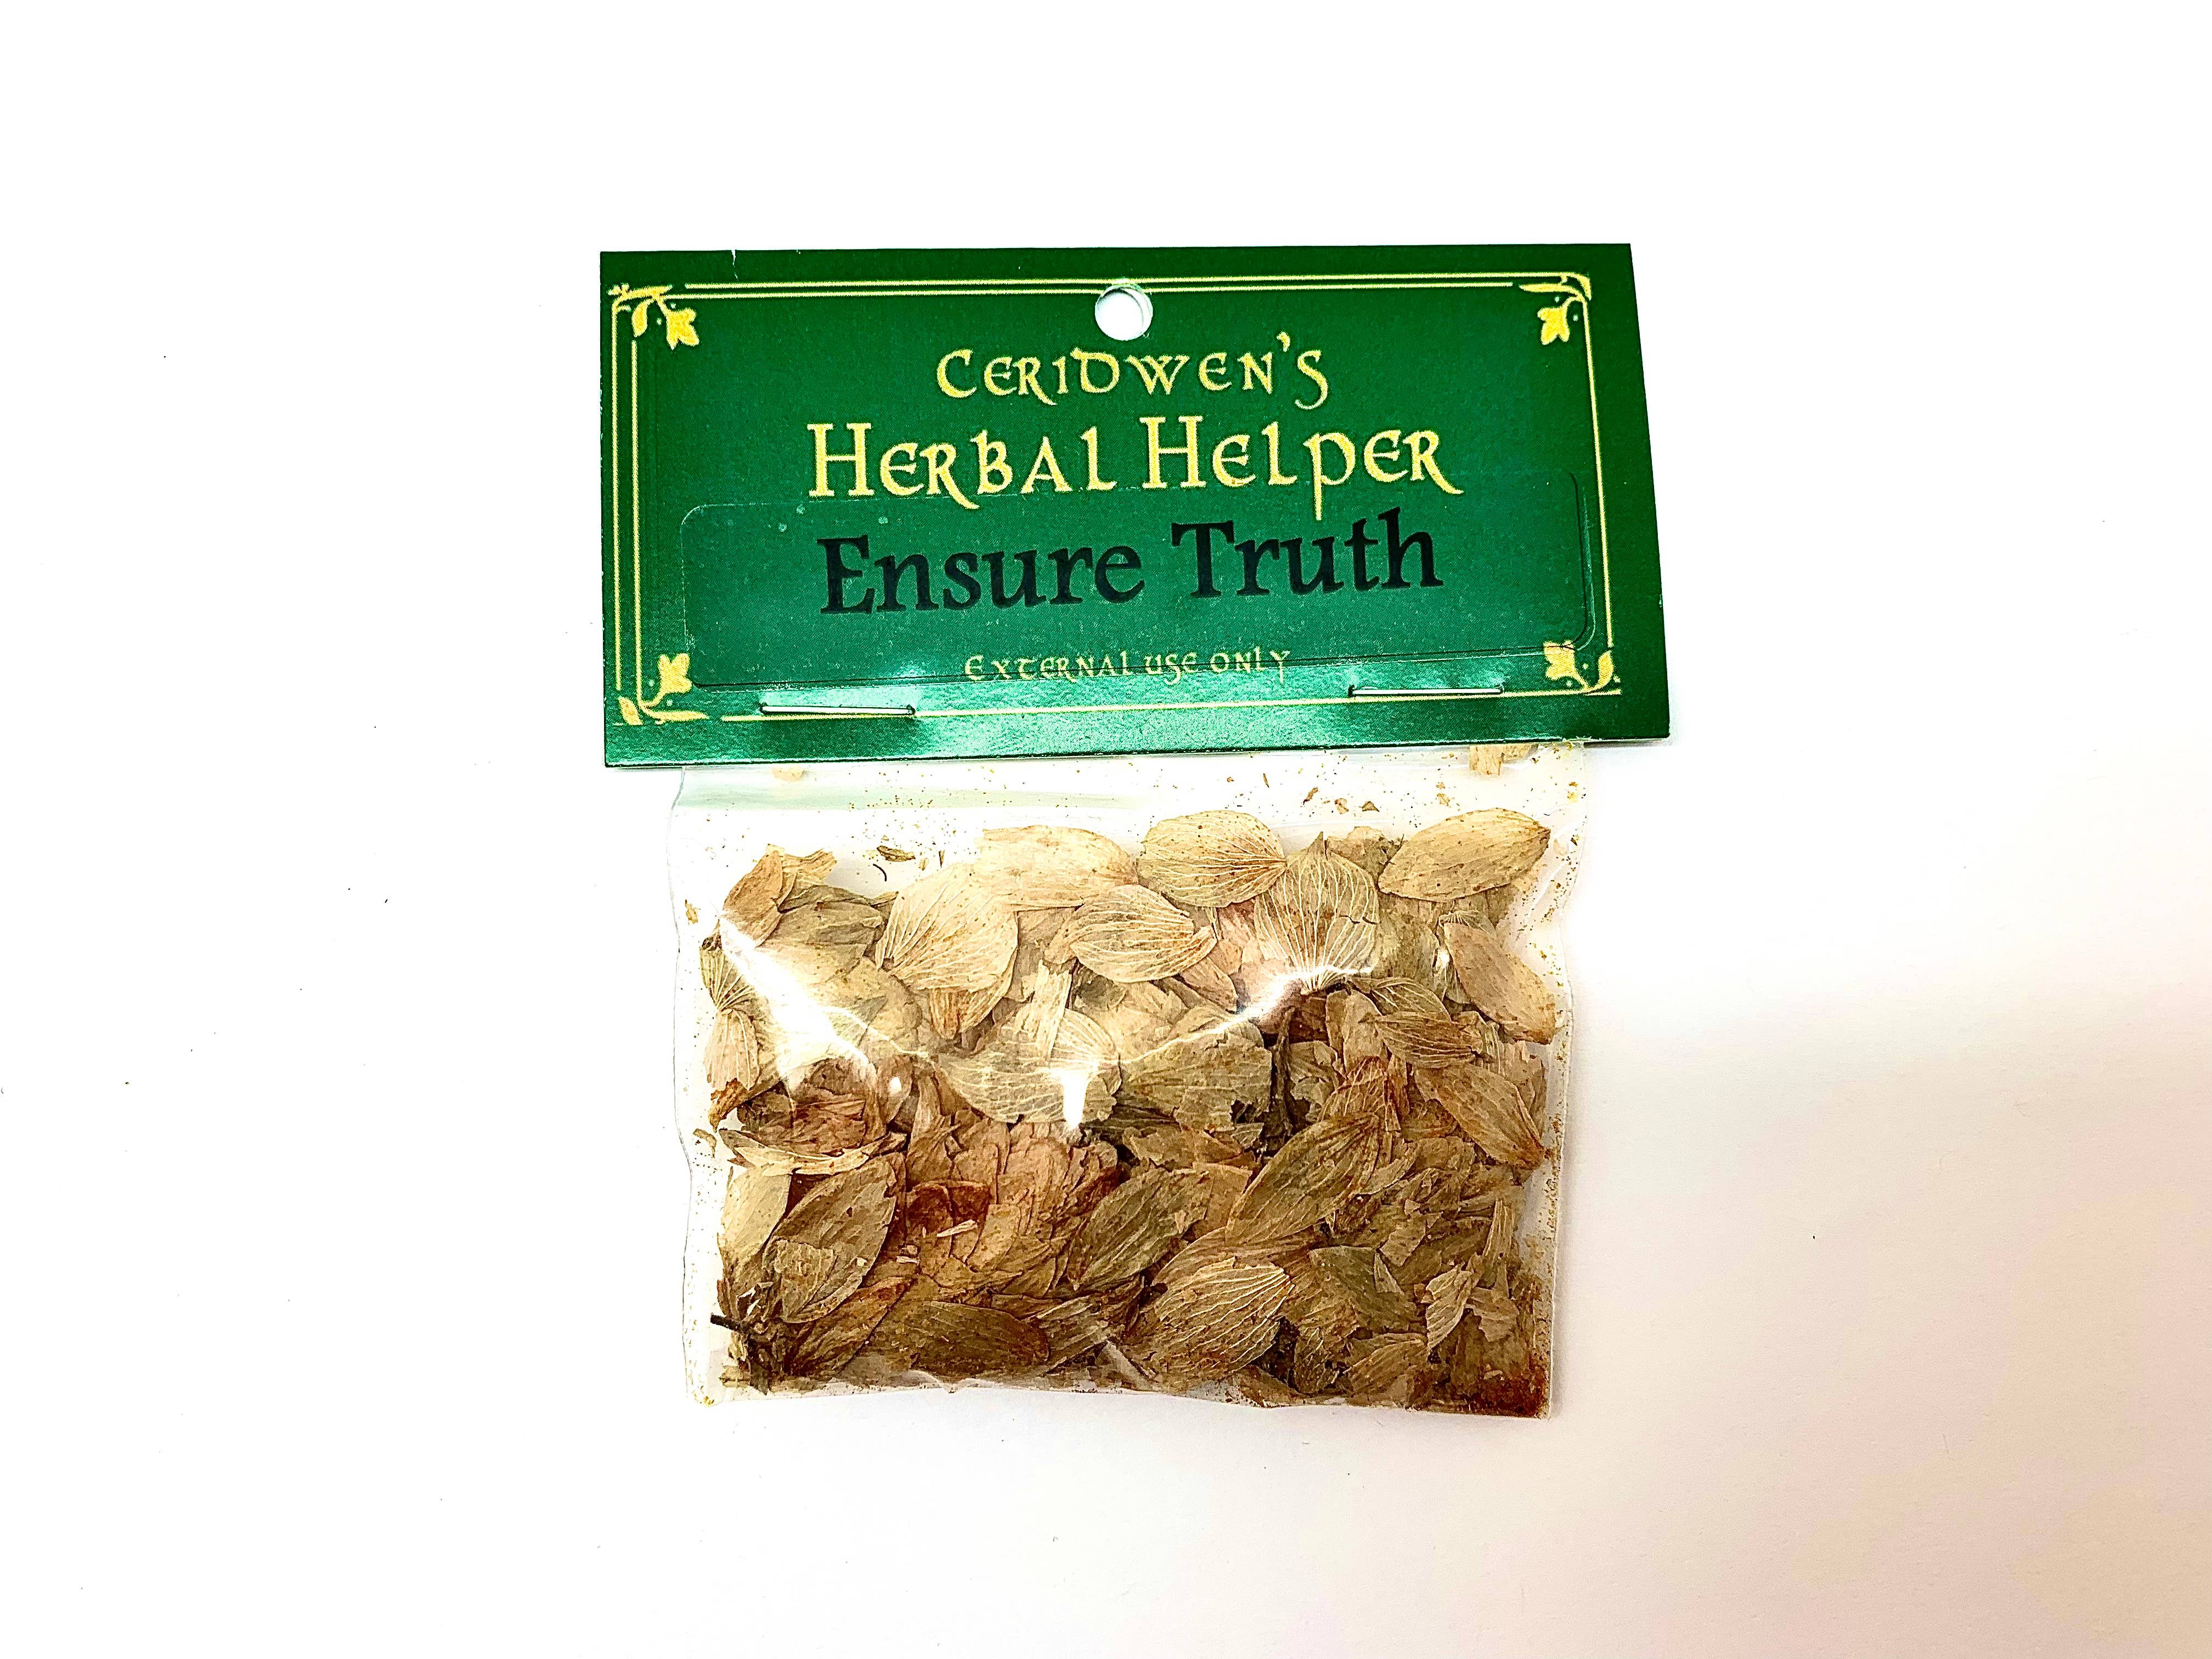 Ceridwen's
Herbal Helper
Ensure Truth
External use only